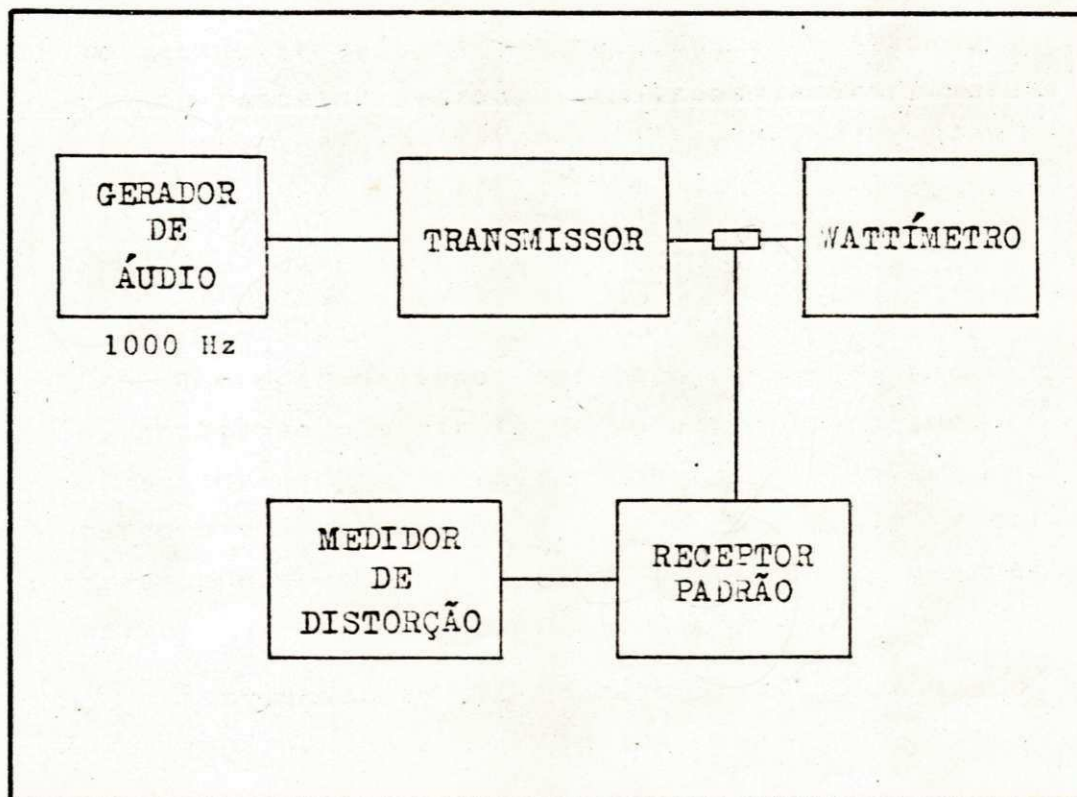 GERADOR
DE
ÁUDIO
1000 Hz
TRANSMISSOR
WATTÍMETRO
MEDIDOR
DE
DISTORÇÃO
RECEPTOR
PADRÃO